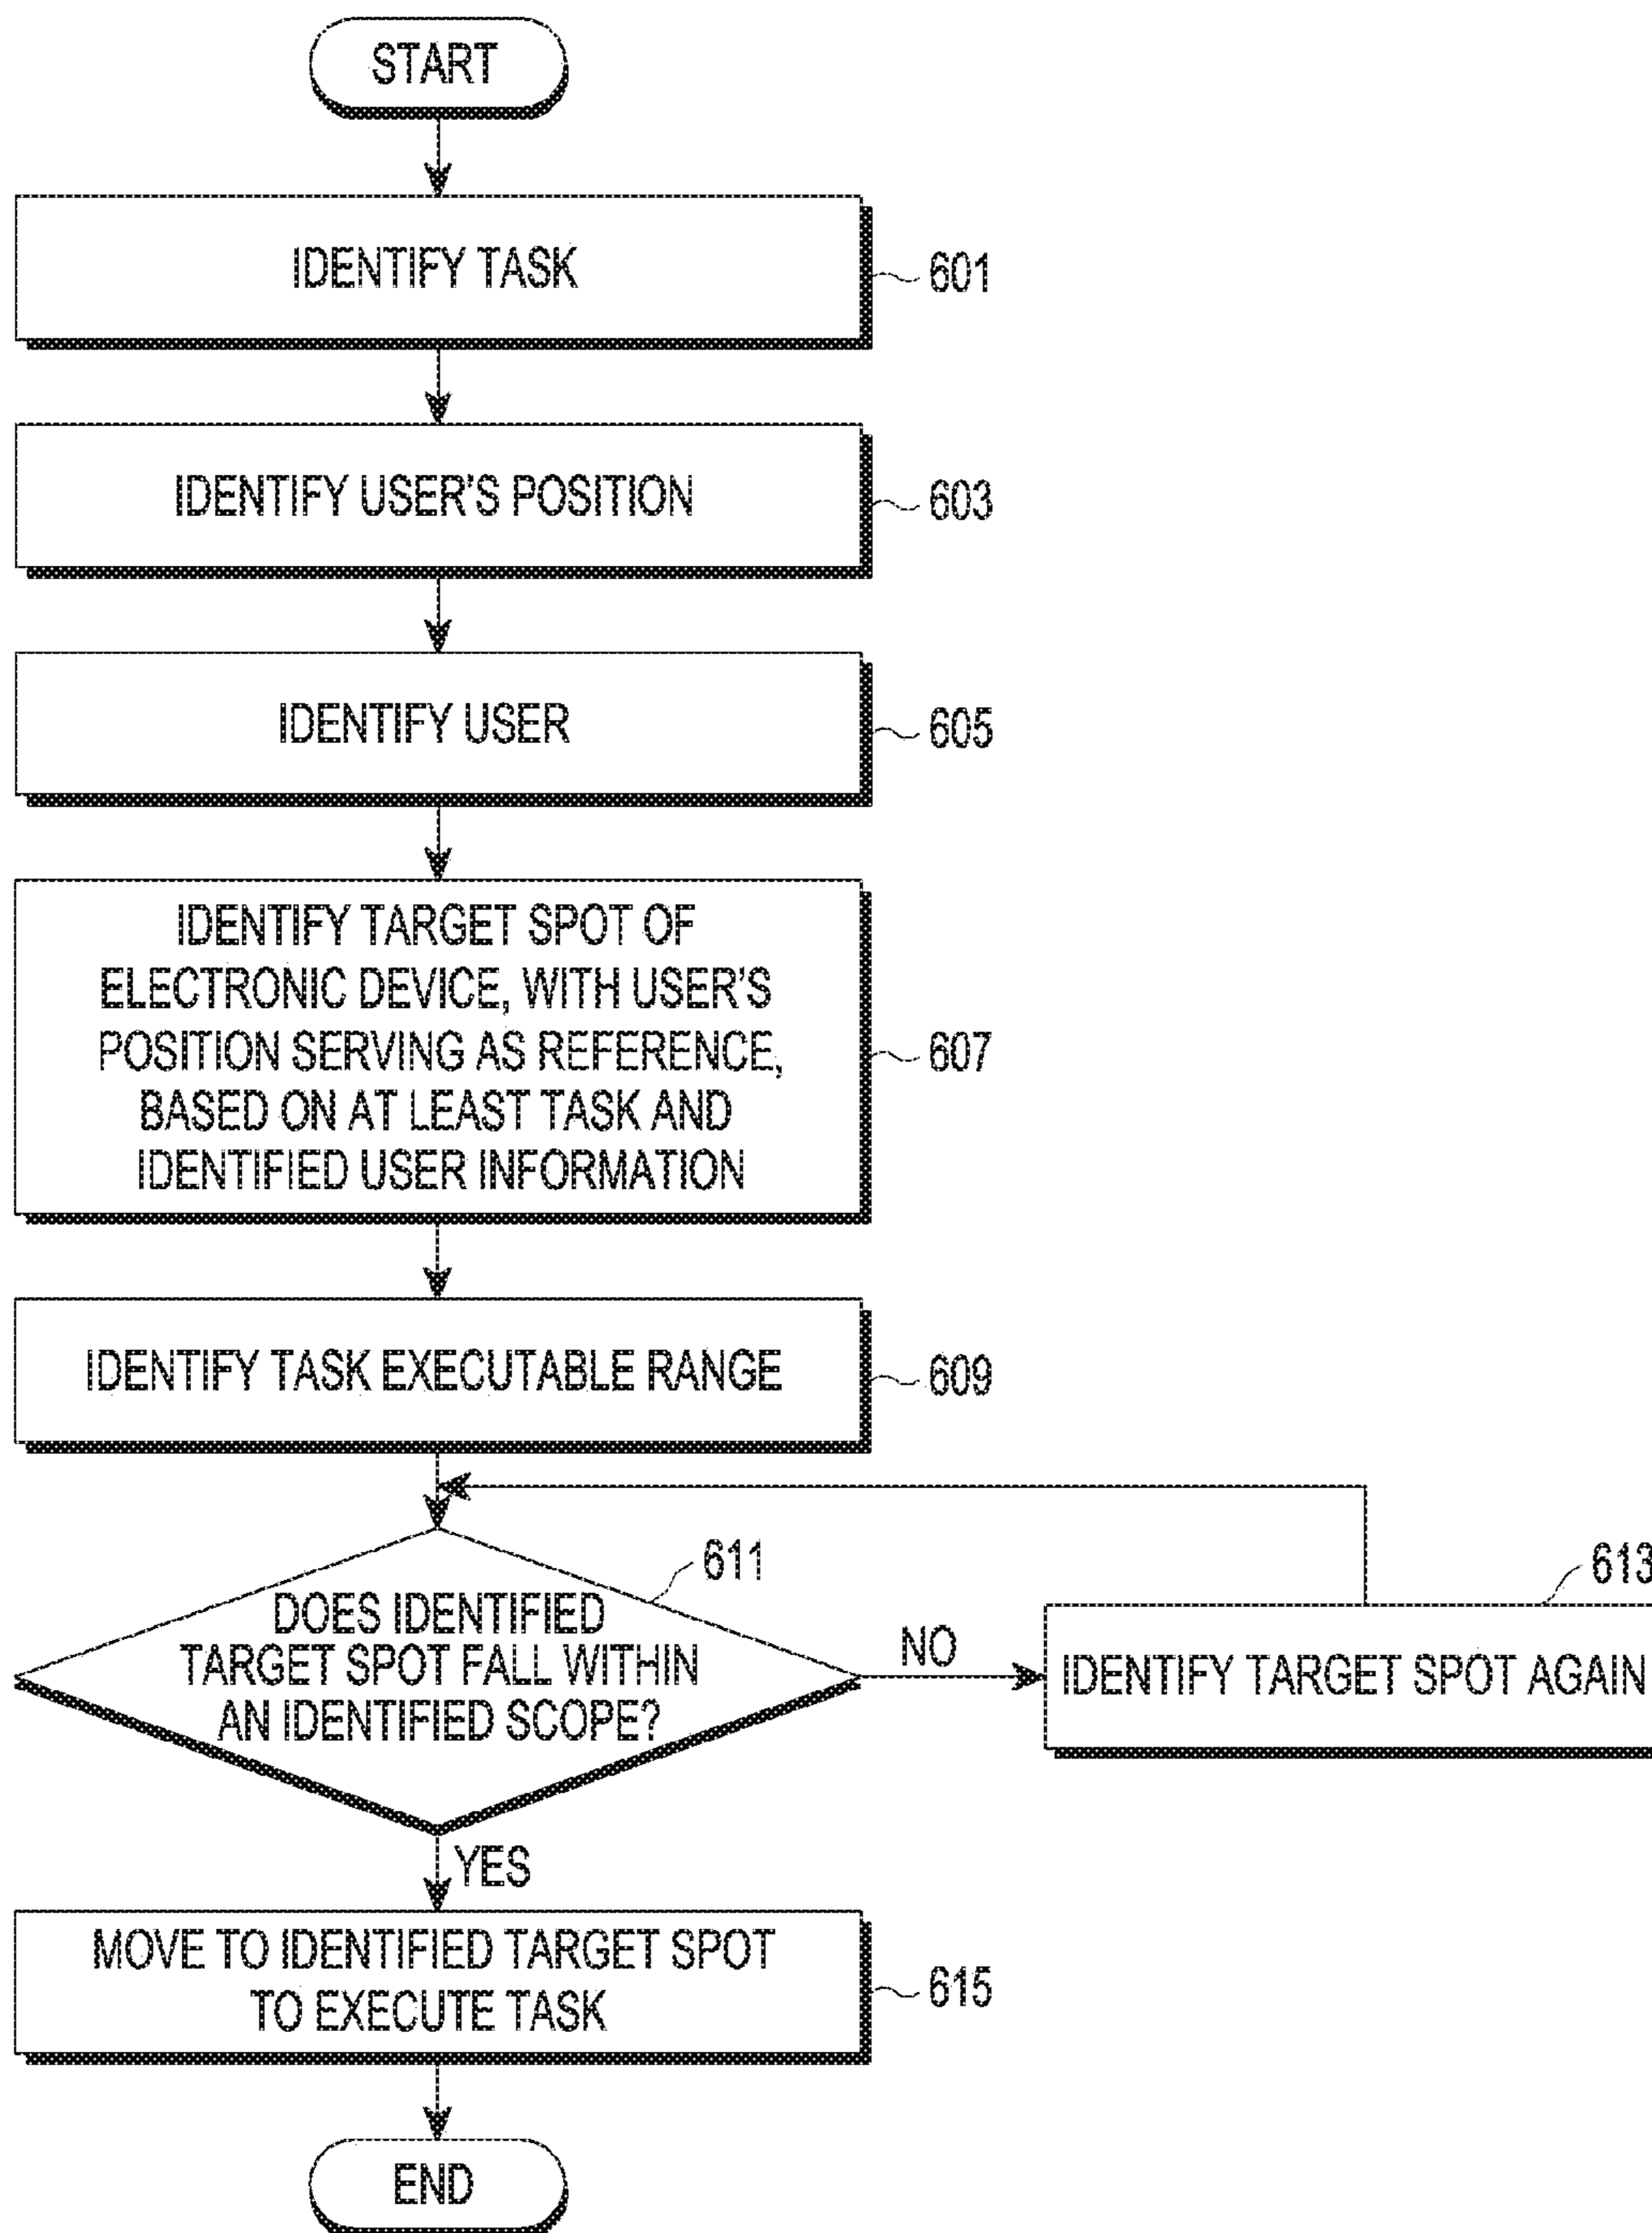 START
IDENTIFY TASK
601
IDENTIFY USER'S POSITION
603
IDENTIFY USER
605
IDENTIFY TARGET SPOT OF
ELECTRONIC DEVICE, WITH USER'S
POSITION SERVING AS REFERENCE,
BASED ON AT LEAST TASK AND
IDENTIFIED USER INFORMATION
607
IDENTIFY TASK EXECUTABLE RANGE
609
611
DOES IDENTIFIED
TARGET SPOT FALL WITHIN
AN IDENTIFIED SCOPE?
NO
613
IDENTIFY TARGET SPOT AGAIN
YES
MOVE TO IDENTIFIED TARGET SPOT
TO EXECUTE TASK
615
END